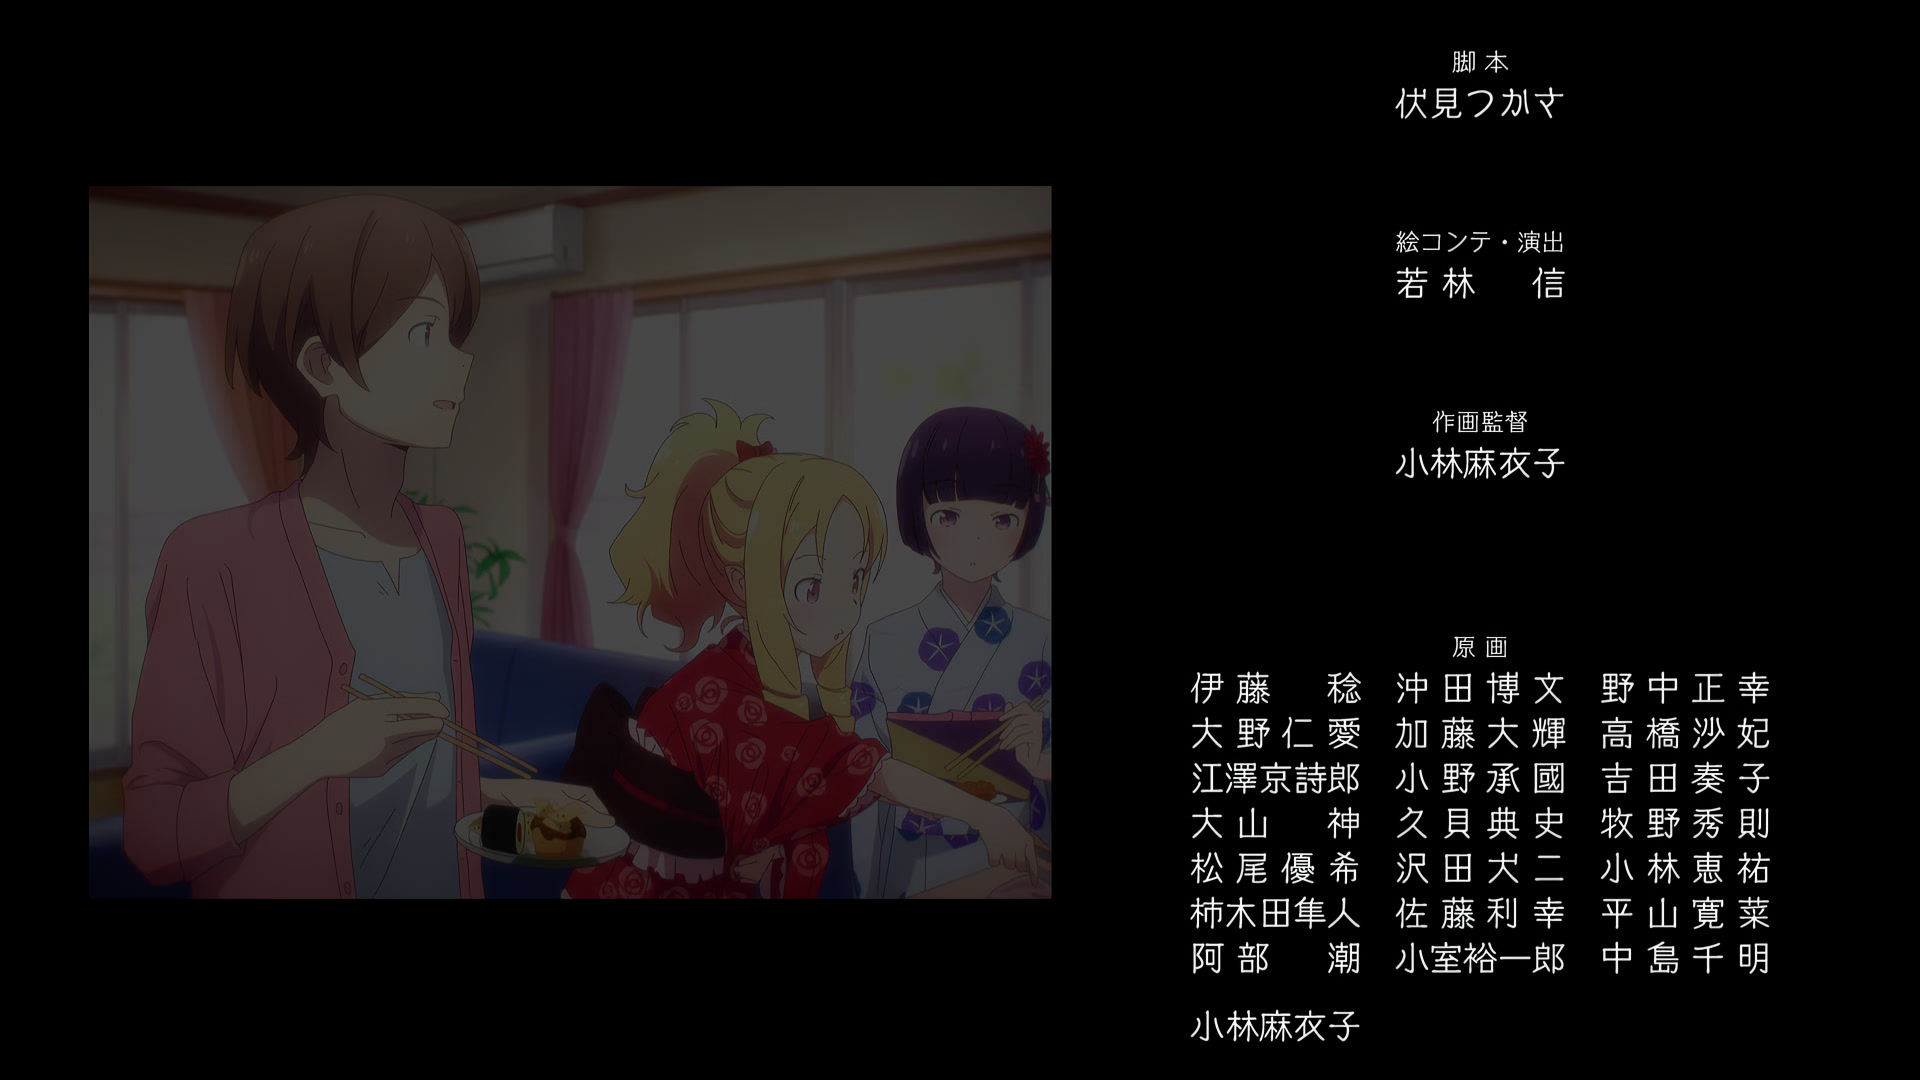 脚本
伏見つかさ
絵コンテ・演出
若林 信
作画監督
小林麻衣子
原画
伊藤 稔 沖田博文 野中正幸
大野仁愛 加藤大輝 高橋沙妃
江澤京詩郎 小野承國 吉田奏子
大山 神 久貝典史 牧野秀則
松尾優希 沢田犬二 小林恵祐
柿木田隼人 佐藤利幸 平山寛菜
阿部 潮 小室裕一郎 中島千明
小林麻衣子